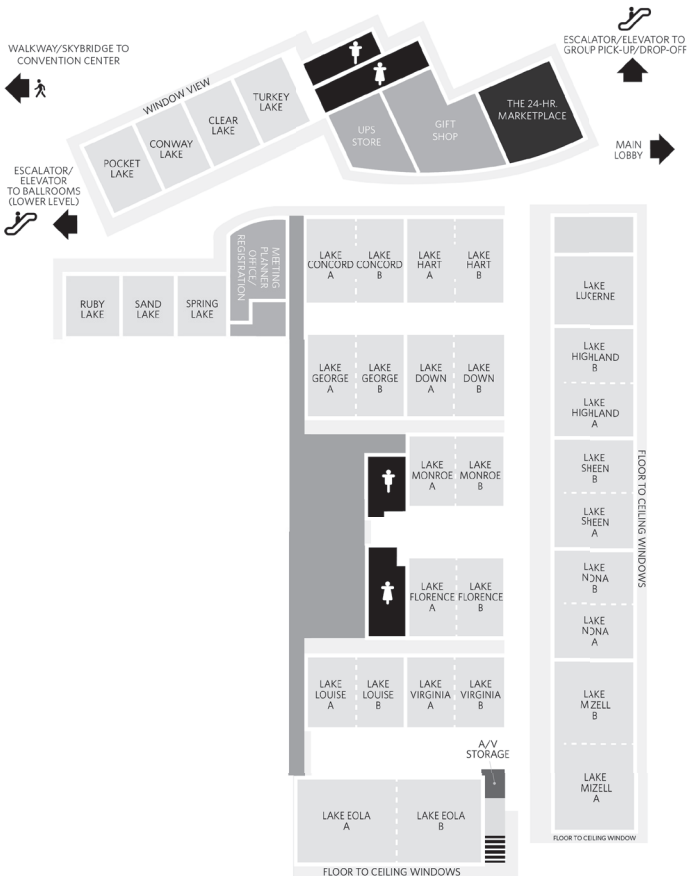 WALKWAY/SKYBRIDGE TO
CONVENTION CENTER
ESCALATOR/ELEVATOR TO
GROUP PICK-UP/DROP-OFF
WINDOW VIEW
POCKET
LAKE
CONWAY
LAKE
CLEAR
LAKE
TURKEY
LAKE
UPS
STORE
GIFT
SHOP
THE 24-HR.
MARKETPLACE
MAIN
LOBBY
ESCALATOR/
ELEVATOR
TO BALLROOMS
(LOWER LEVEL)
MEETING
PLANNER
OFFICE/
REGISTRATION
RUBY
LAKE
SAND
LAKE
SPRING
LAKE
LAKE
CONCORD
A
LAKE
CONCORD
B
LAKE
HART
A
LAKE
HART
B
LAKE
GEORGE
A
LAKE
GEORGE
B
LAKE
DOWN
A
LAKE
DOWN
B
LAKE
MONROE
A
LAKE
MONROE
B
LAKE
FLORENCE
A
LAKE
FLORENCE
B
LAKE
LOUISE
A
LAKE
LOUISE
B
LAKE
VIRGINIA
A
LAKE
VIRGINIA
B
A/V
STORAGE
LAKE EOLA
A
LAKE EOLA
B
FLOOR TO CEILING WINDOWS
LAKE
LUCERNE
LAKE
HIGHLAND
B
LAKE
HIGHLAND
A
LAKE
SHEEN
B
LAKE
SHEEN
A
LAKE
NONA
B
LAKE
NONA
A
LAKE
MIZELL
B
LAKE
MIZELL
A
FLOOR TO CEILING WINDOWS
FLOOR TO CEILING WINDOW